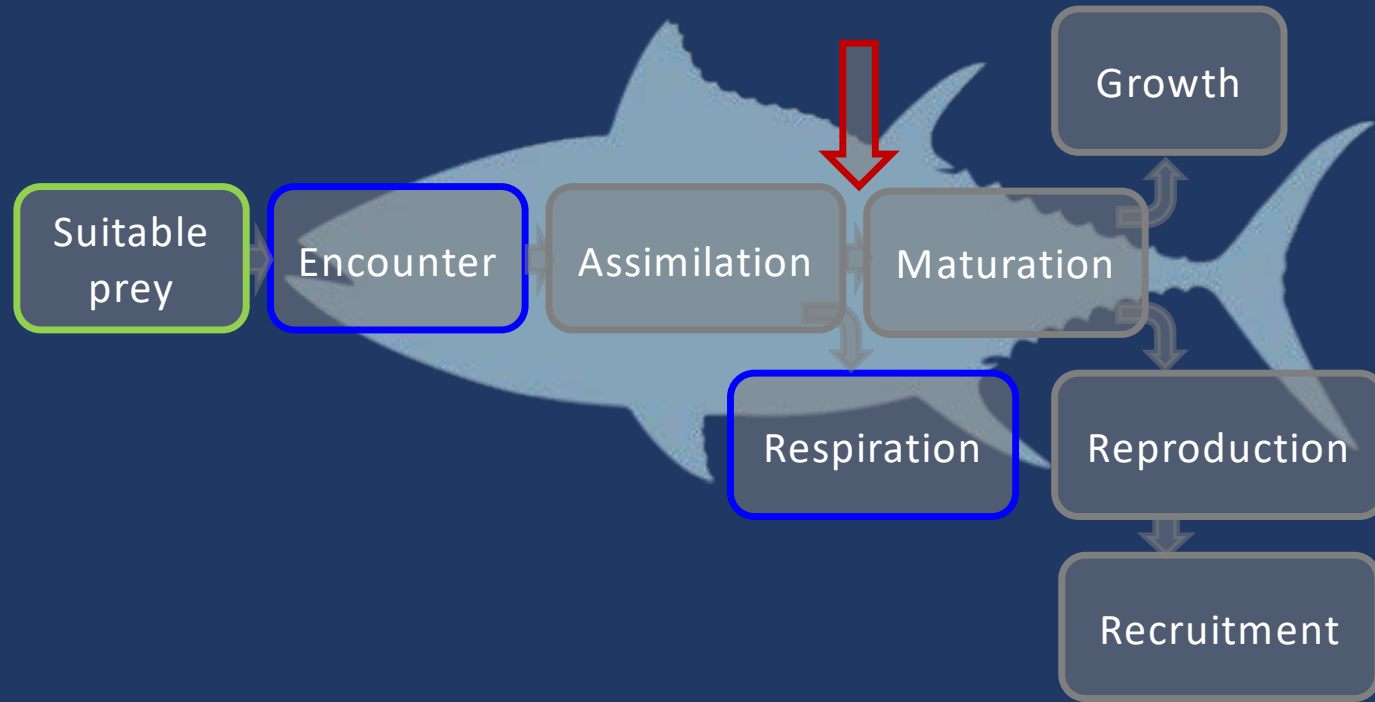 Growth
Suitable
prey
Encounter
Assimilation
Maturation
Respiration
Reproduction
Recruitment